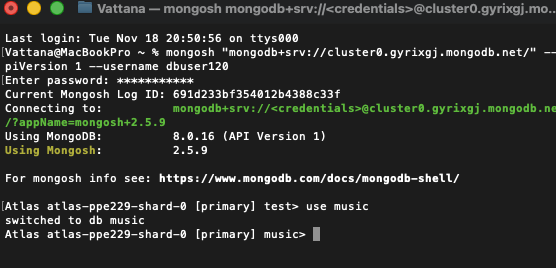 Vattana — mongosh mongodb+srv://<credentials>@cluster0.gyrixgj.mo...
Last login: Tue Nov 18 20:50:56 on ttys000
[Vattana@MacBookPro ~ % mongosh "mongodb+srv://cluster0.gyrixgj.mongodb.net/" --
piVersion 1 --username dbuser120
[Enter password: ***********
Current Mongosh Log ID: 691d233bf354012b4388c33f
Connecting to: mongodb+srv://<credentials>@cluster0.gyrixgj.mongodb.ne
/?appName=mongosh+2.5.9
Using MongoDB: 8.0.16 (API Version 1)
Using Mongosh: 2.5.9
For mongosh info see: https://www.mongodb.com/docs/mongodb-shell/
[Atlas atlas-ppe229-shard-0 [primary] test> use music
switched to db music
Atlas atlas-ppe229-shard-0 [primary] music>